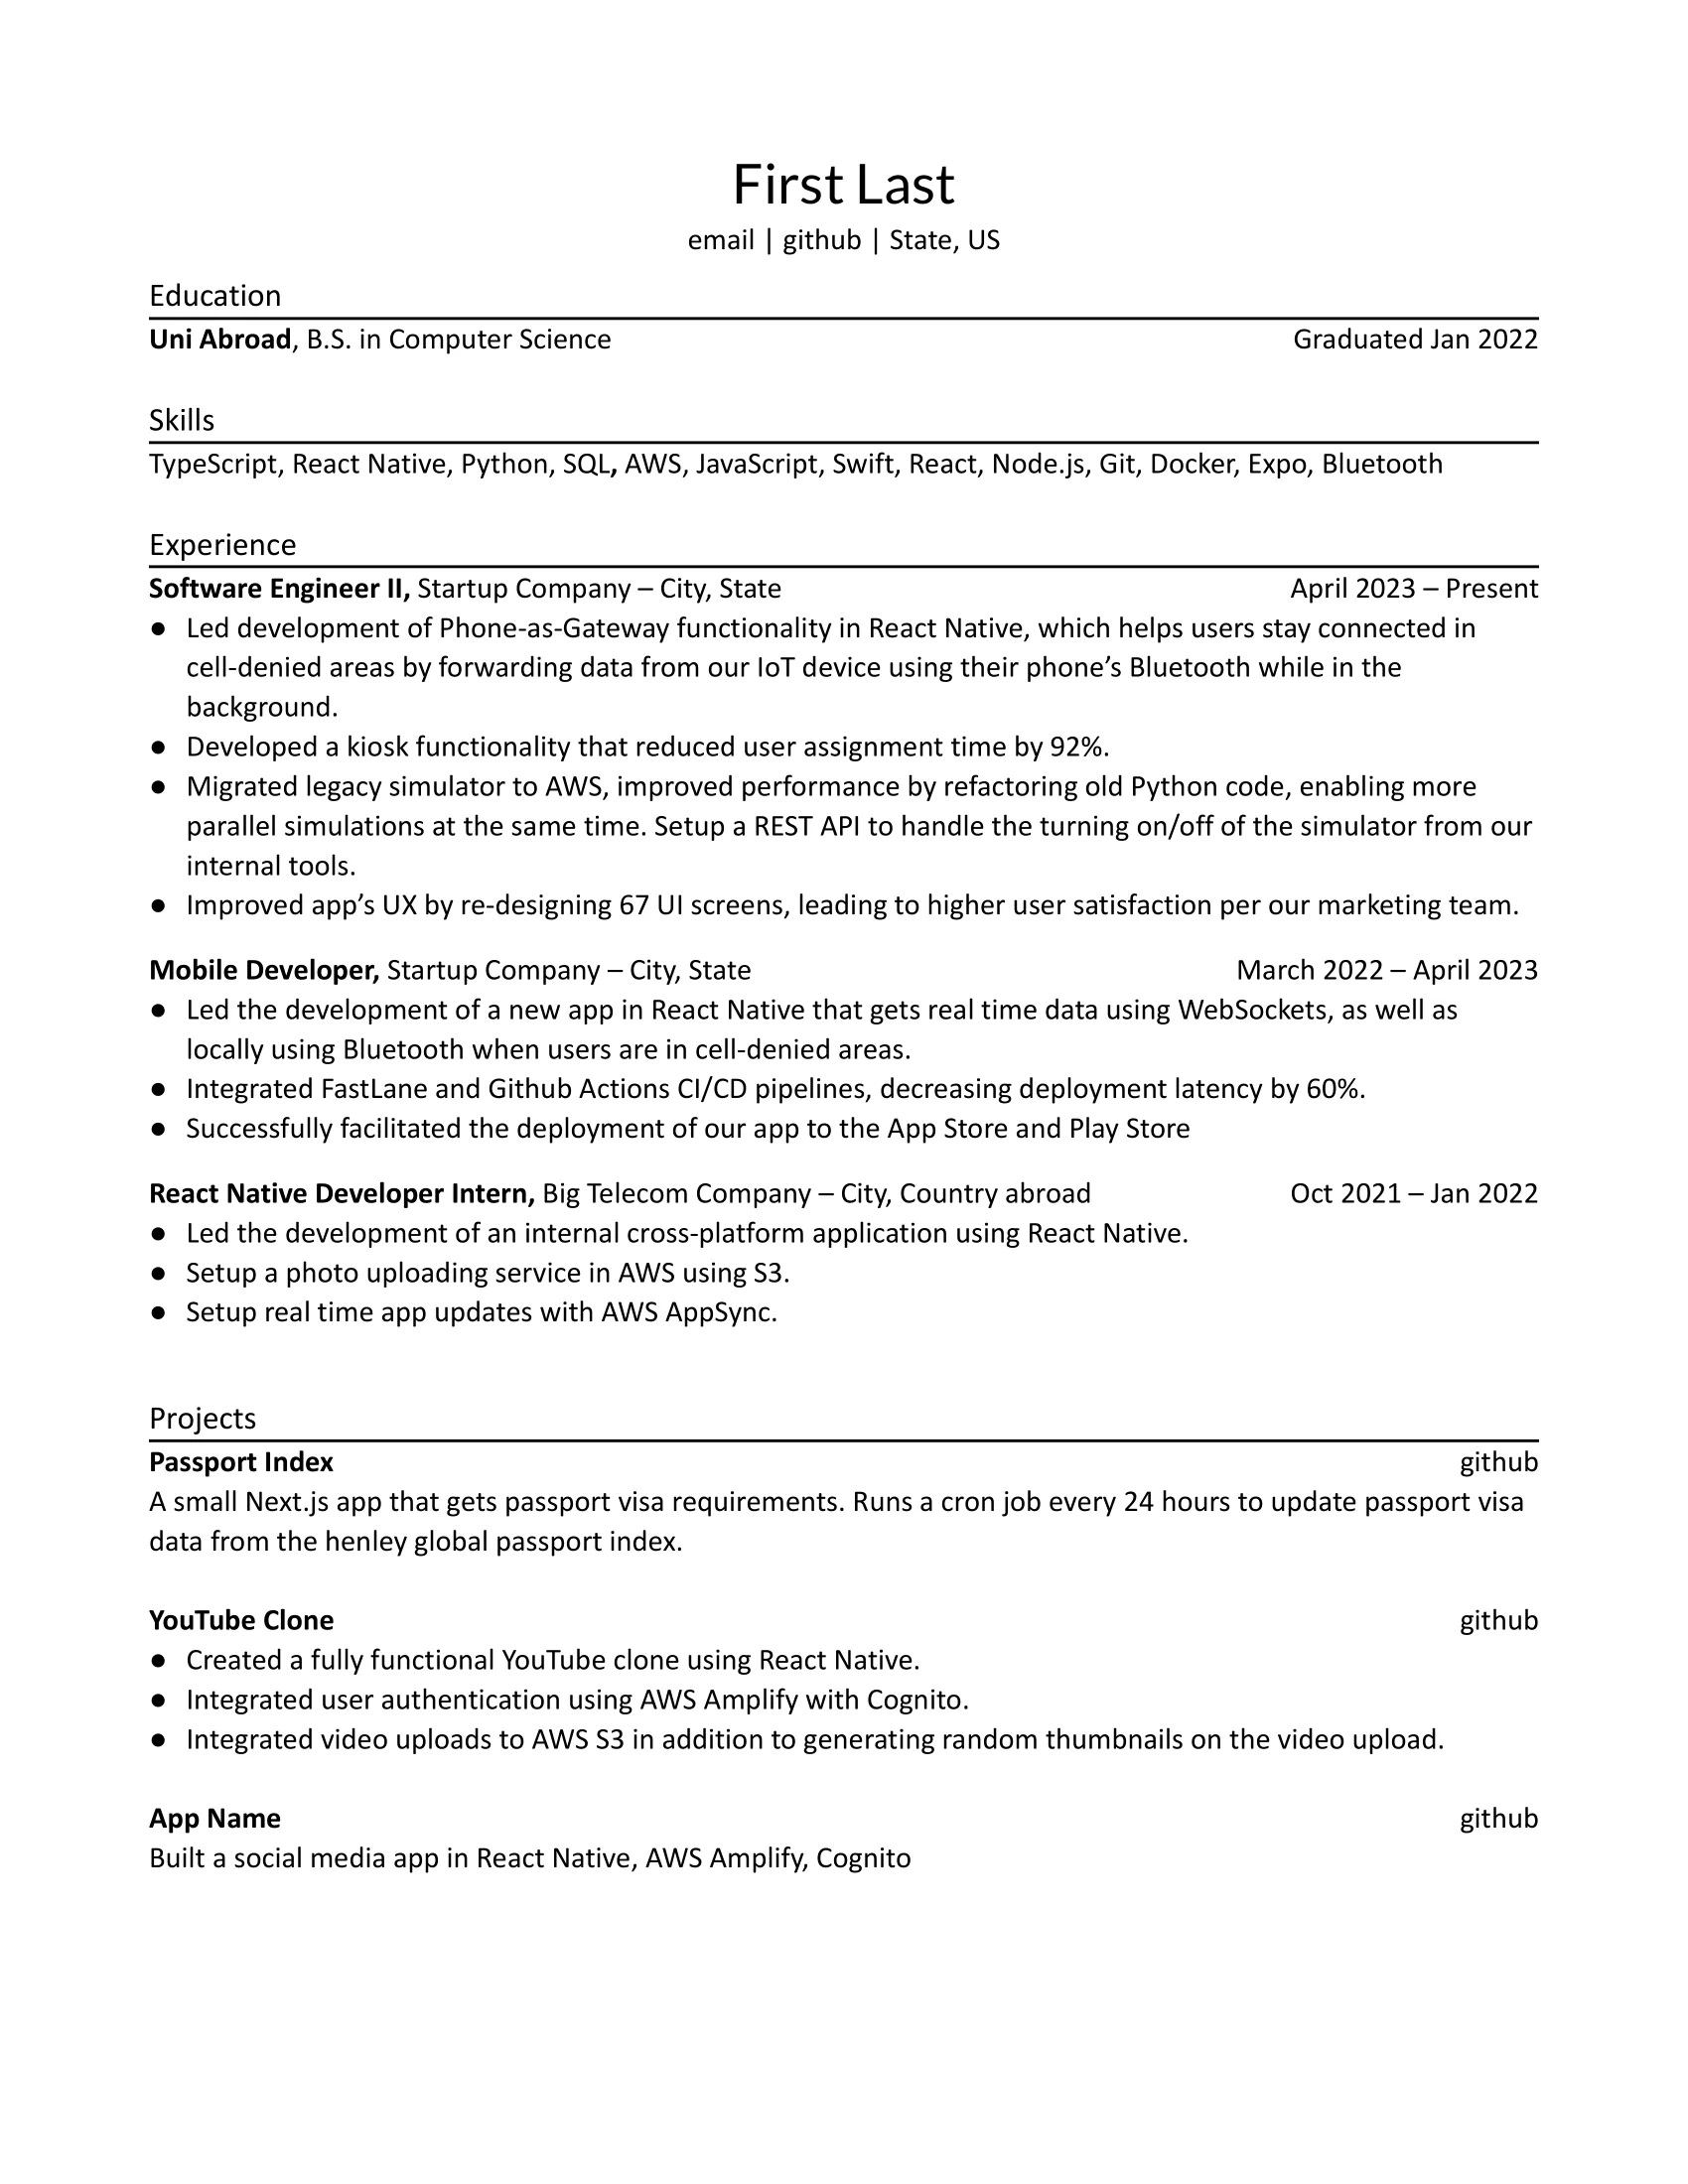 First Last
email | github | State, US
Education
Uni Abroad, B.S. in Computer Science Graduated Jan 2022
Skills
TypeScript, React Native, Python, SQL, AWS, JavaScript, Swift, React, Node.js, Git, Docker, Expo, Bluetooth
Experience
Software Engineer II, Startup Company – City, State April 2023 – Present
● Led development of Phone-as-Gateway functionality in React Native, which helps users stay connected in
cell-denied areas by forwarding data from our IoT device using their phone’s Bluetooth while in the
background.
● Developed a kiosk functionality that reduced user assignment time by 92%.
● Migrated legacy simulator to AWS, improved performance by refactoring old Python code, enabling more
parallel simulations at the same time. Setup a REST API to handle the turning on/off of the simulator from our
internal tools.
● Improved app’s UX by re-designing 67 UI screens, leading to higher user satisfaction per our marketing team.
Mobile Developer, Startup Company – City, State March 2022 – April 2023
● Led the development of a new app in React Native that gets real time data using WebSockets, as well as
locally using Bluetooth when users are in cell-denied areas.
● Integrated FastLane and Github Actions CI/CD pipelines, decreasing deployment latency by 60%.
● Successfully facilitated the deployment of our app to the App Store and Play Store
React Native Developer Intern, Big Telecom Company – City, Country abroad Oct 2021 – Jan 2022
● Led the development of an internal cross-platform application using React Native.
● Setup a photo uploading service in AWS using S3.
● Setup real time app updates with AWS AppSync.
Projects
Passport Index github
A small Next.js app that gets passport visa requirements. Runs a cron job every 24 hours to update passport visa
data from the henley global passport index.
YouTube Clone github
● Created a fully functional YouTube clone using React Native.
● Integrated user authentication using AWS Amplify with Cognito.
● Integrated video uploads to AWS S3 in addition to generating random thumbnails on the video upload.
App Name github
Built a social media app in React Native, AWS Amplify, Cognito